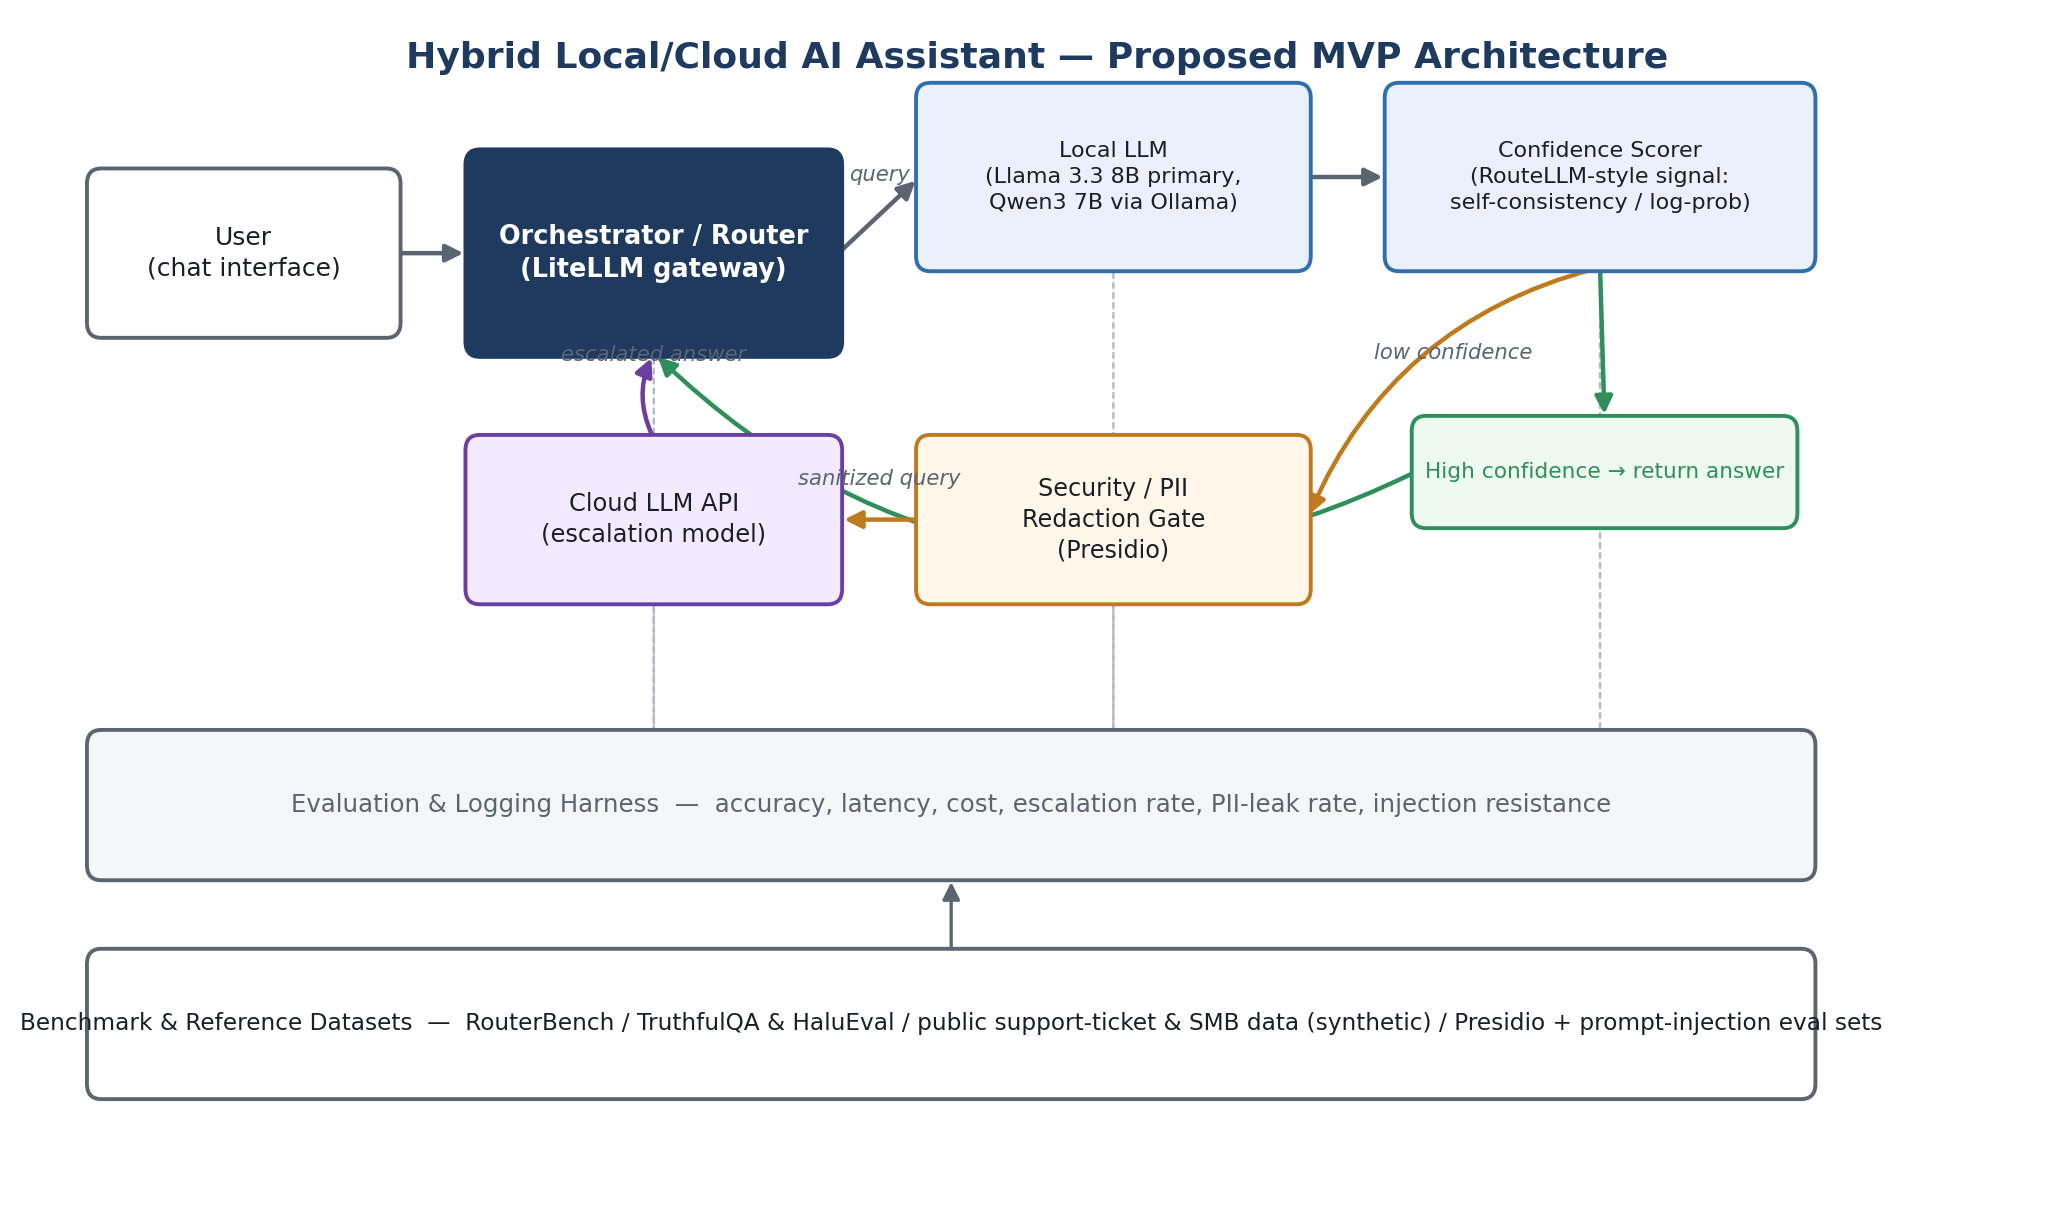 Hybrid Local/Cloud AI Assistant — Proposed MVP Architecture
User
(chat interface)
Orchestrator / Router
(LiteLLM gateway)
query
Local LLM
(Llama 3.3 8B primary,
Qwen3 7B via Ollama)
Confidence Scorer
(RouteLLM-style signal:
self-consistency / log-prob)
escalated answer
low confidence
Cloud LLM API
(escalation model)
sanitized query
Security / PII
Redaction Gate
(Presidio)
High confidence → return answer
Evaluation & Logging Harness — accuracy, latency, cost, escalation rate, PII-leak rate, injection resistance
Benchmark & Reference Datasets — RouterBench / TruthfulQA & HaluEval / public support-ticket & SMB data (synthetic) / Presidio + prompt-injection eval sets